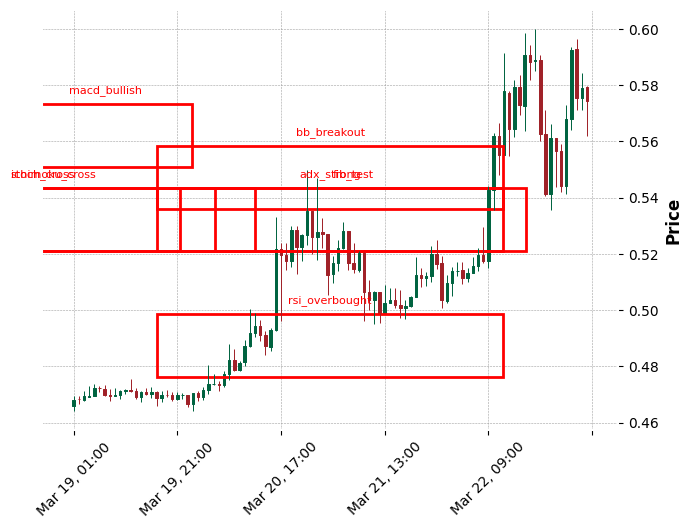 macd_bullish
bb_breakout
adx_strong
rsi_overbought
0.60
0.58
0.56
0.54
0.52
0.50
0.48
0.46
Price
Mar 19, 01:00
Mar 19, 21:00
Mar 20, 17:00
Mar 21, 13:00
Mar 22, 09:00